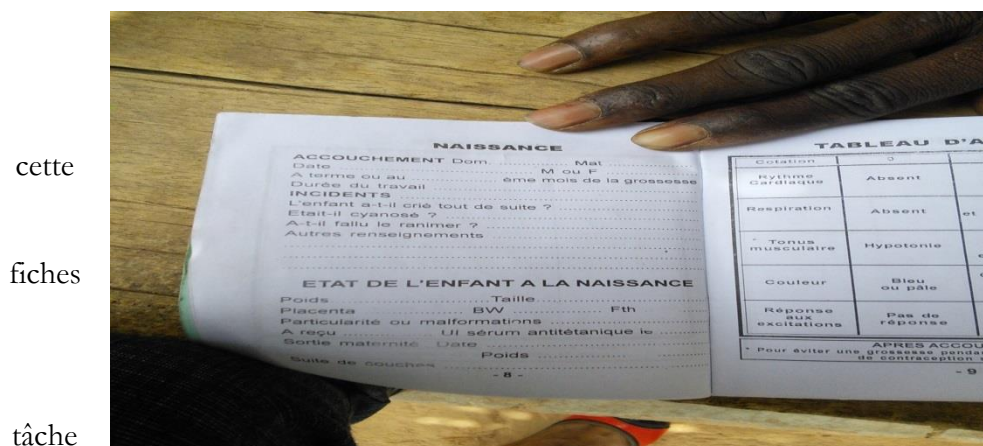 cette
fiches
tâche
NAISSANCE
ACCOUCHEMENT Dom. ............ Mat ............
Date ............ M ou F ............
A terme ou au ............ ème mois de la grossesse
Durée du travail ............
INCIDENTS ............
L'enfant a-t-il crié tout de suite ? ............
Etait-il cyanosé ? ............
A-t-il fallu le ranimer ? ............
Autres renseignements ............
ETAT DE L'ENFANT A LA NAISSANCE
Poids ............ Taille ............
Placenta ............ BW ............ Fth ............
Particularité ou malformations ............
A reçu ............ UI sérum antitétanique le ............
Sortie maternité Date ............
Poids ............
Suite de couches ............
- 8 -
TABLEAU D'A
Cotation
Rythme Cardiaque Absent
Respiration Absent et
* Tonus musculaire Hypotonie
Couleur Bleu ou pâle
Réponse aux excitations Pas de réponse
APRES ACCOU
* Pour éviter une grossesse penda
de contraception
- 9